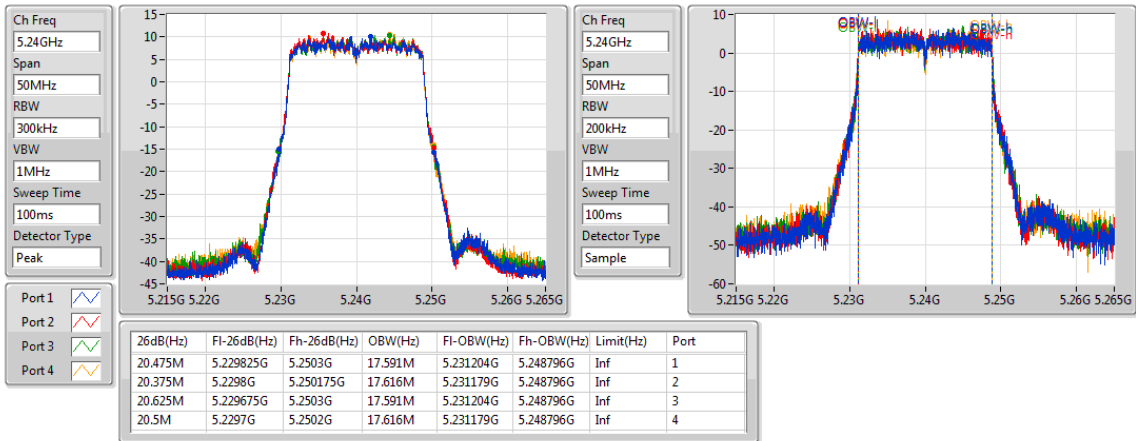 Ch Freq
5.24GHz
Span
50MHz
RBW
300kHz
VBW
1MHz
Sweep Time
100ms
Detector Type
Peak
15
10
5
0
-5
-10
-15
-20
-25
-30
-35
-40
-45
5.215G 5.22G 5.23G 5.24G 5.25G 5.26G 5.265G
Ch Freq
5.24GHz
Span
50MHz
RBW
200kHz
VBW
1MHz
Sweep Time
100ms
Detector Type
Sample
10
0
-10
-20
-30
-40
-50
-60
5.215G 5.22G 5.23G 5.24G 5.25G 5.26G 5.265G
Port 1
Port 2
Port 3
Port 4
26dB(Hz) Fl-26dB(Hz) Fh-26dB(Hz) OBW(Hz) Fl-OBW(Hz) Fh-OBW(Hz) Limit(Hz) Port
20.475M 5.229825G 5.2503G 17.591M 5.231204G 5.248796G Inf 1
20.375M 5.2298G 5.250175G 17.616M 5.231179G 5.248796G Inf 2
20.625M 5.229675G 5.2503G 17.591M 5.231204G 5.248796G Inf 3
20.5M 5.2297G 5.2502G 17.616M 5.231179G 5.248796G Inf 4